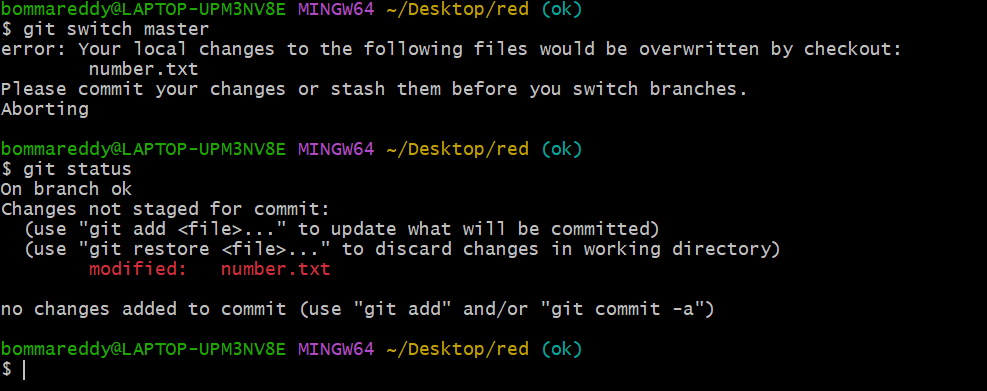 bommareddy@LAPTOP-UPM3NV8E MINGW64 ~/Desktop/red (ok)
$ git switch master
error: Your local changes to the following files would be overwritten by checkout:
        number.txt
Please commit your changes or stash them before you switch branches.
Aborting

bommareddy@LAPTOP-UPM3NV8E MINGW64 ~/Desktop/red (ok)
$ git status
On branch ok
Changes not staged for commit:
  (use "git add <file>..." to update what will be committed)
  (use "git restore <file>..." to discard changes in working directory)
        modified:   number.txt

no changes added to commit (use "git add" and/or "git commit -a")

bommareddy@LAPTOP-UPM3NV8E MINGW64 ~/Desktop/red (ok)
$